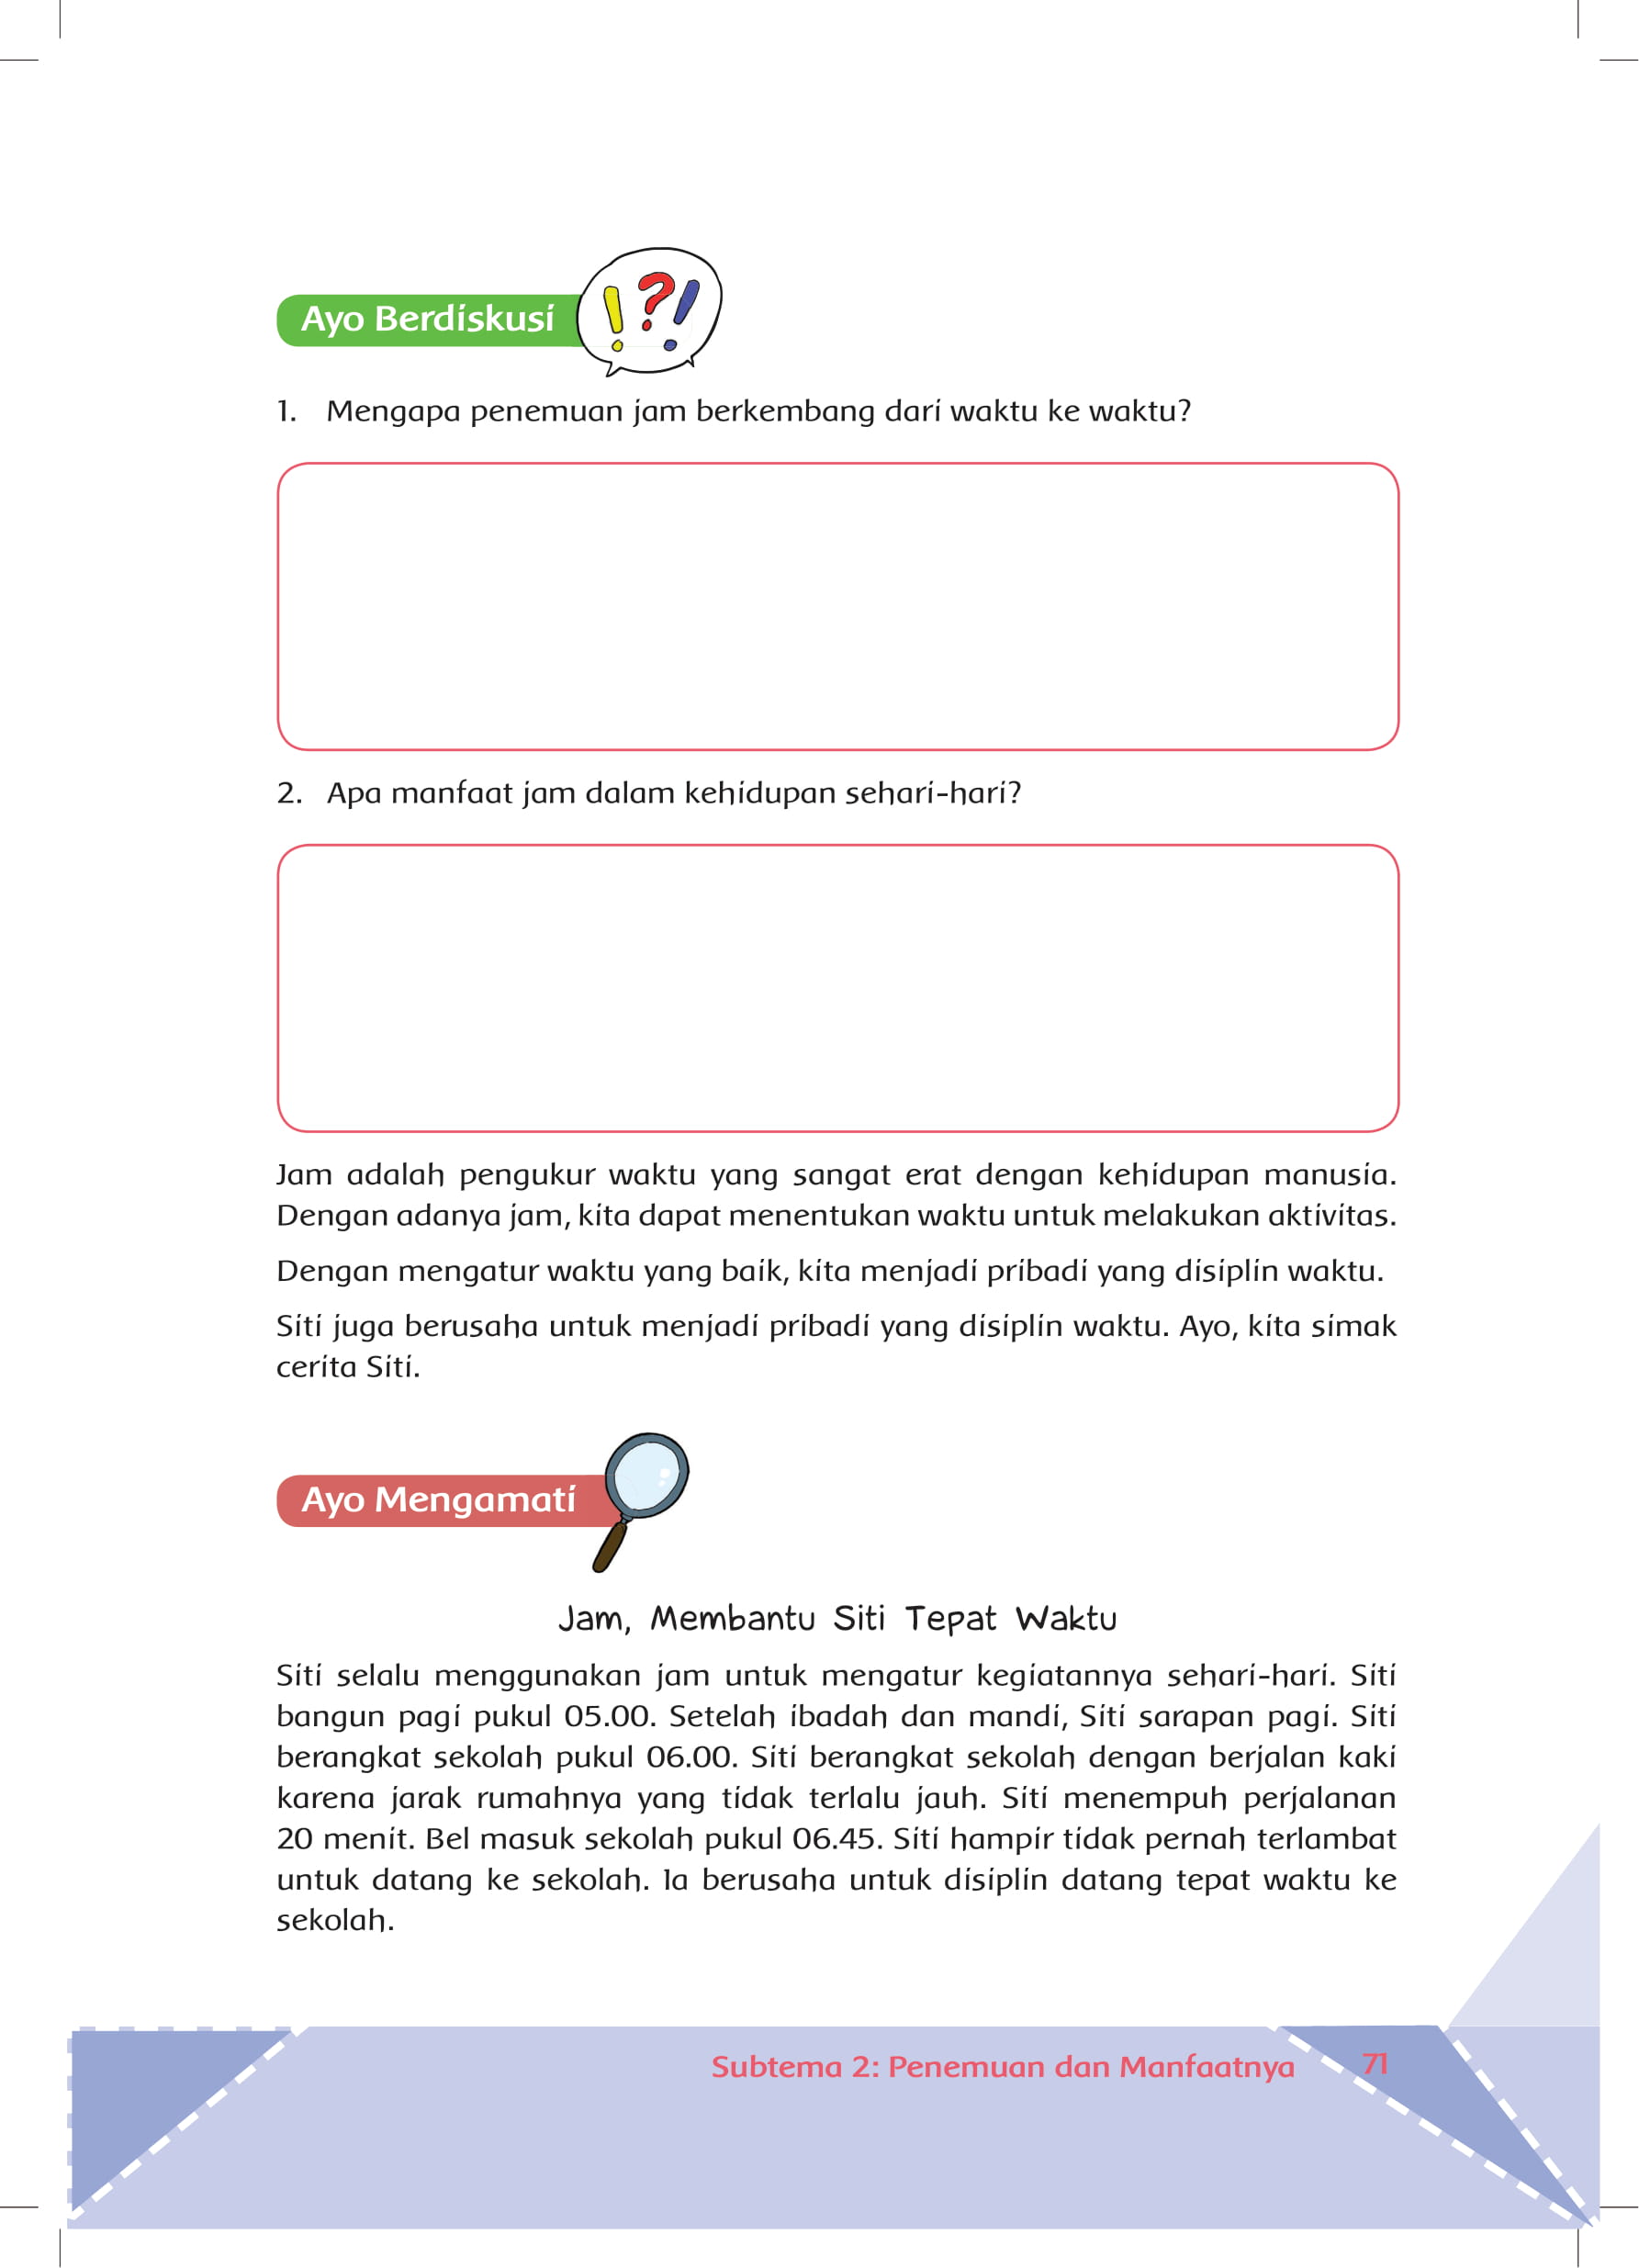 Ayo Berdiskusi
1. Mengapa penemuan jam berkembang dari waktu ke waktu?
2. Apa manfaat jam dalam kehidupan sehari-hari?
Jam adalah pengukur waktu yang sangat erat dengan kehidupan manusia.
Dengan adanya jam, kita dapat menentukan waktu untuk melakukan aktivitas.
Dengan mengatur waktu yang baik, kita menjadi pribadi yang disiplin waktu.
Siti juga berusaha untuk menjadi pribadi yang disiplin waktu. Ayo, kita simak
cerita Siti.
Ayo Mengamati
Jam, Membantu Siti Tepat Waktu
Siti selalu menggunakan jam untuk mengatur kegiatannya sehari-hari. Siti
bangun pagi pukul 05.00. Setelah ibadah dan mandi, Siti sarapan pagi. Siti
berangkat sekolah pukul 06.00. Siti berangkat sekolah dengan berjalan kaki
karena jarak rumahnya yang tidak terlalu jauh. Siti menempuh perjalanan
20 menit. Bel masuk sekolah pukul 06.45. Siti hampir tidak pernah terlambat
untuk datang ke sekolah. Ia berusaha untuk disiplin datang tepat waktu ke
sekolah.
Subtema 2: Penemuan dan Manfaatnya 71